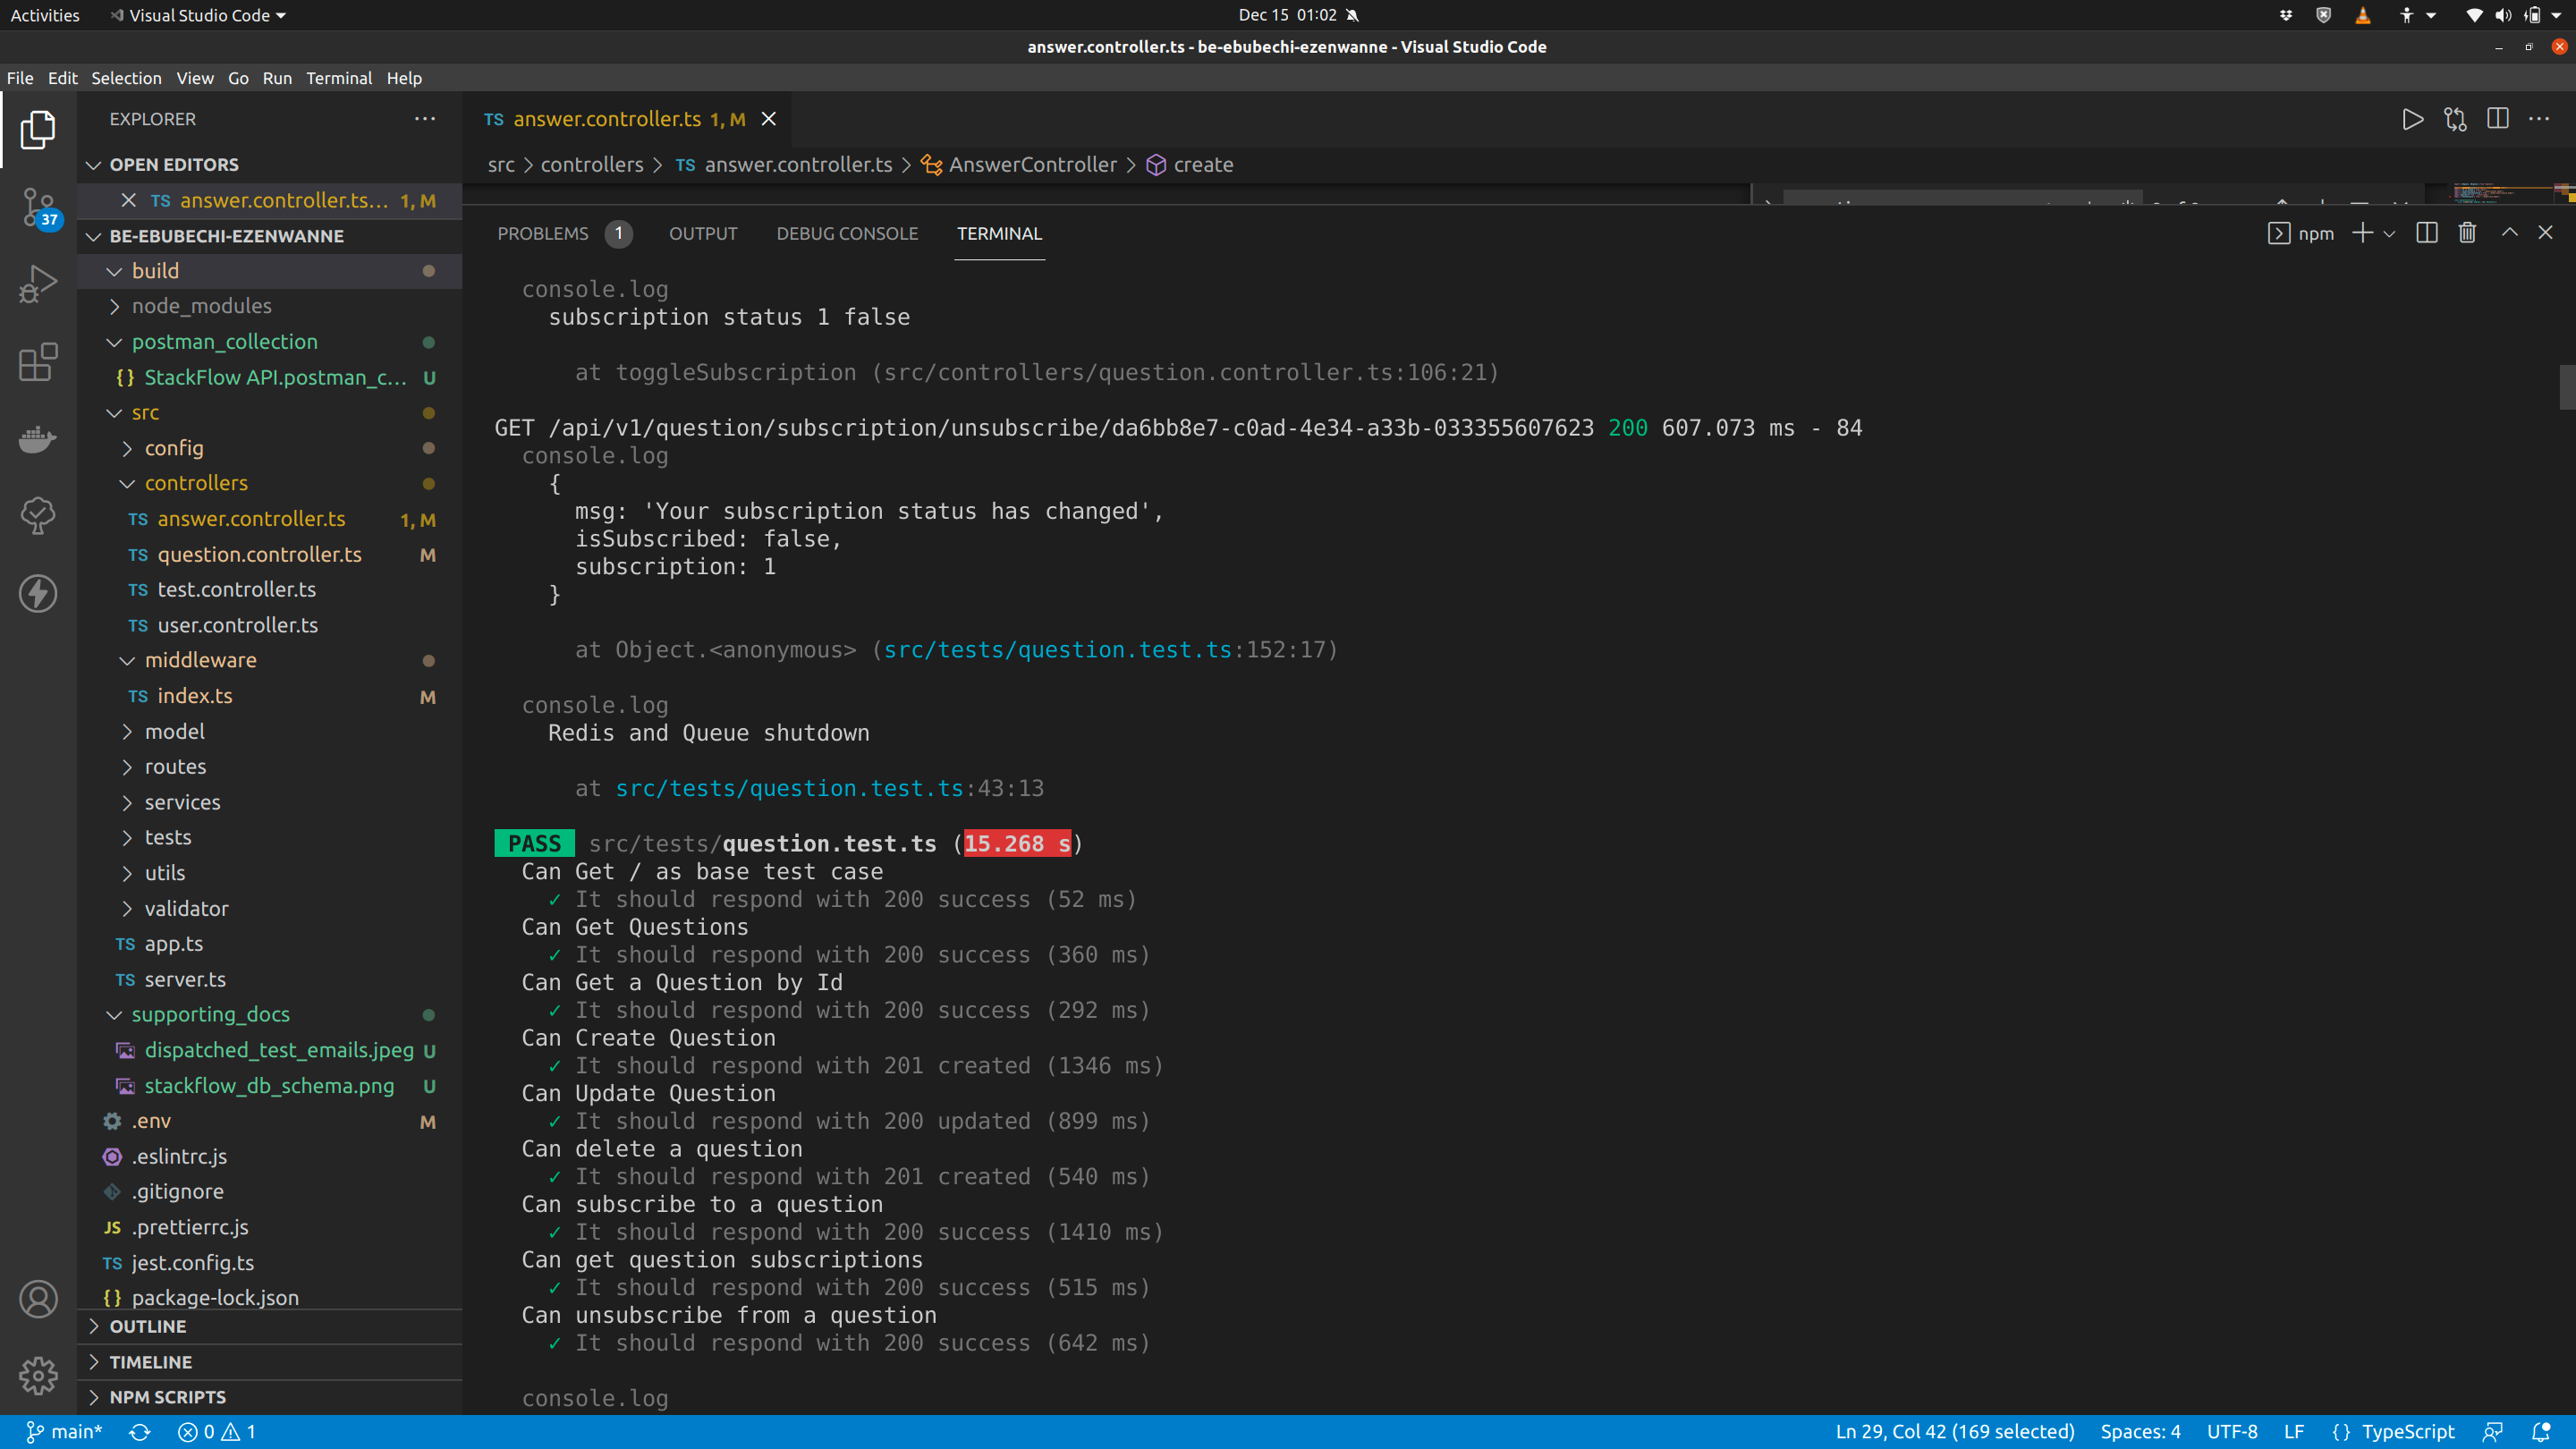 Activities
Visual Studio Code
Dec 15 01:02
answer.controller.ts - be-ebubechi-ezenwanne - Visual Studio Code
File Edit Selection View Go Run Terminal Help
EXPLORER
OPEN EDITORS
TS answer.controller.ts... 1, M
37
BE-EBUBECHI-EZENWANNE
build
node_modules
postman_collection
{} StackFlow API.postman_c... U
src
config
controllers
TS answer.controller.ts 1, M
TS question.controller.ts M
TS test.controller.ts
TS user.controller.ts
middleware
TS index.ts M
model
routes
services
tests
utils
validator
TS app.ts
TS server.ts
supporting_docs
dispatched_test_emails.jpeg U
stackflow_db_schema.png U
.env M
.eslintrc.js
.gitignore
JS .prettierrc.js
TS jest.config.ts
{} package-lock.json
OUTLINE
TIMELINE
NPM SCRIPTS
TS answer.controller.ts 1, M
src > controllers > TS answer.controller.ts > AnswerController > create
PROBLEMS 1 OUTPUT DEBUG CONSOLE TERMINAL
npm
console.log
subscription status 1 false
at toggleSubscription (src/controllers/question.controller.ts:106:21)
GET /api/v1/question/subscription/unsubscribe/da6bb8e7-c0ad-4e34-a33b-033355607623 200 607.073 ms - 84
console.log
{
msg: 'Your subscription status has changed',
isSubscribed: false,
subscription: 1
}
at Object.<anonymous> (src/tests/question.test.ts:152:17)
console.log
Redis and Queue shutdown
at src/tests/question.test.ts:43:13
PASS src/tests/question.test.ts (15.268 s)
Can Get / as base test case
✓ It should respond with 200 success (52 ms)
Can Get Questions
✓ It should respond with 200 success (360 ms)
Can Get a Question by Id
✓ It should respond with 200 success (292 ms)
Can Create Question
✓ It should respond with 201 created (1346 ms)
Can Update Question
✓ It should respond with 200 updated (899 ms)
Can delete a question
✓ It should respond with 201 created (540 ms)
Can subscribe to a question
✓ It should respond with 200 success (1410 ms)
Can get question subscriptions
✓ It should respond with 200 success (515 ms)
Can unsubscribe from a question
✓ It should respond with 200 success (642 ms)
console.log
main* 0 1
Ln 29, Col 42 (169 selected) Spaces: 4 UTF-8 LF {} TypeScript